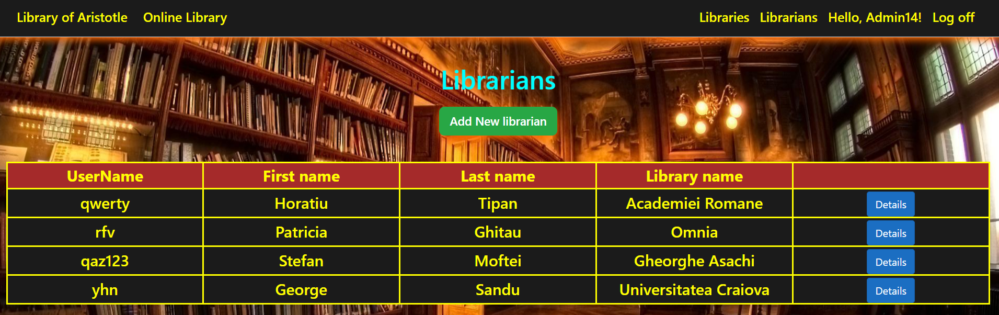 Library of Aristotle Online Library Libraries Librarians Hello, Admin14! Log off
Librarians
Add New librarian
UserName First name Last name Library name
qwerty Horatiu Tipan Academiei Romane Details
rfv Patricia Ghitau Omnia Details
qaz123 Stefan Moftei Gheorghe Asachi Details
yhn George Sandu Universitatea Craiova Details